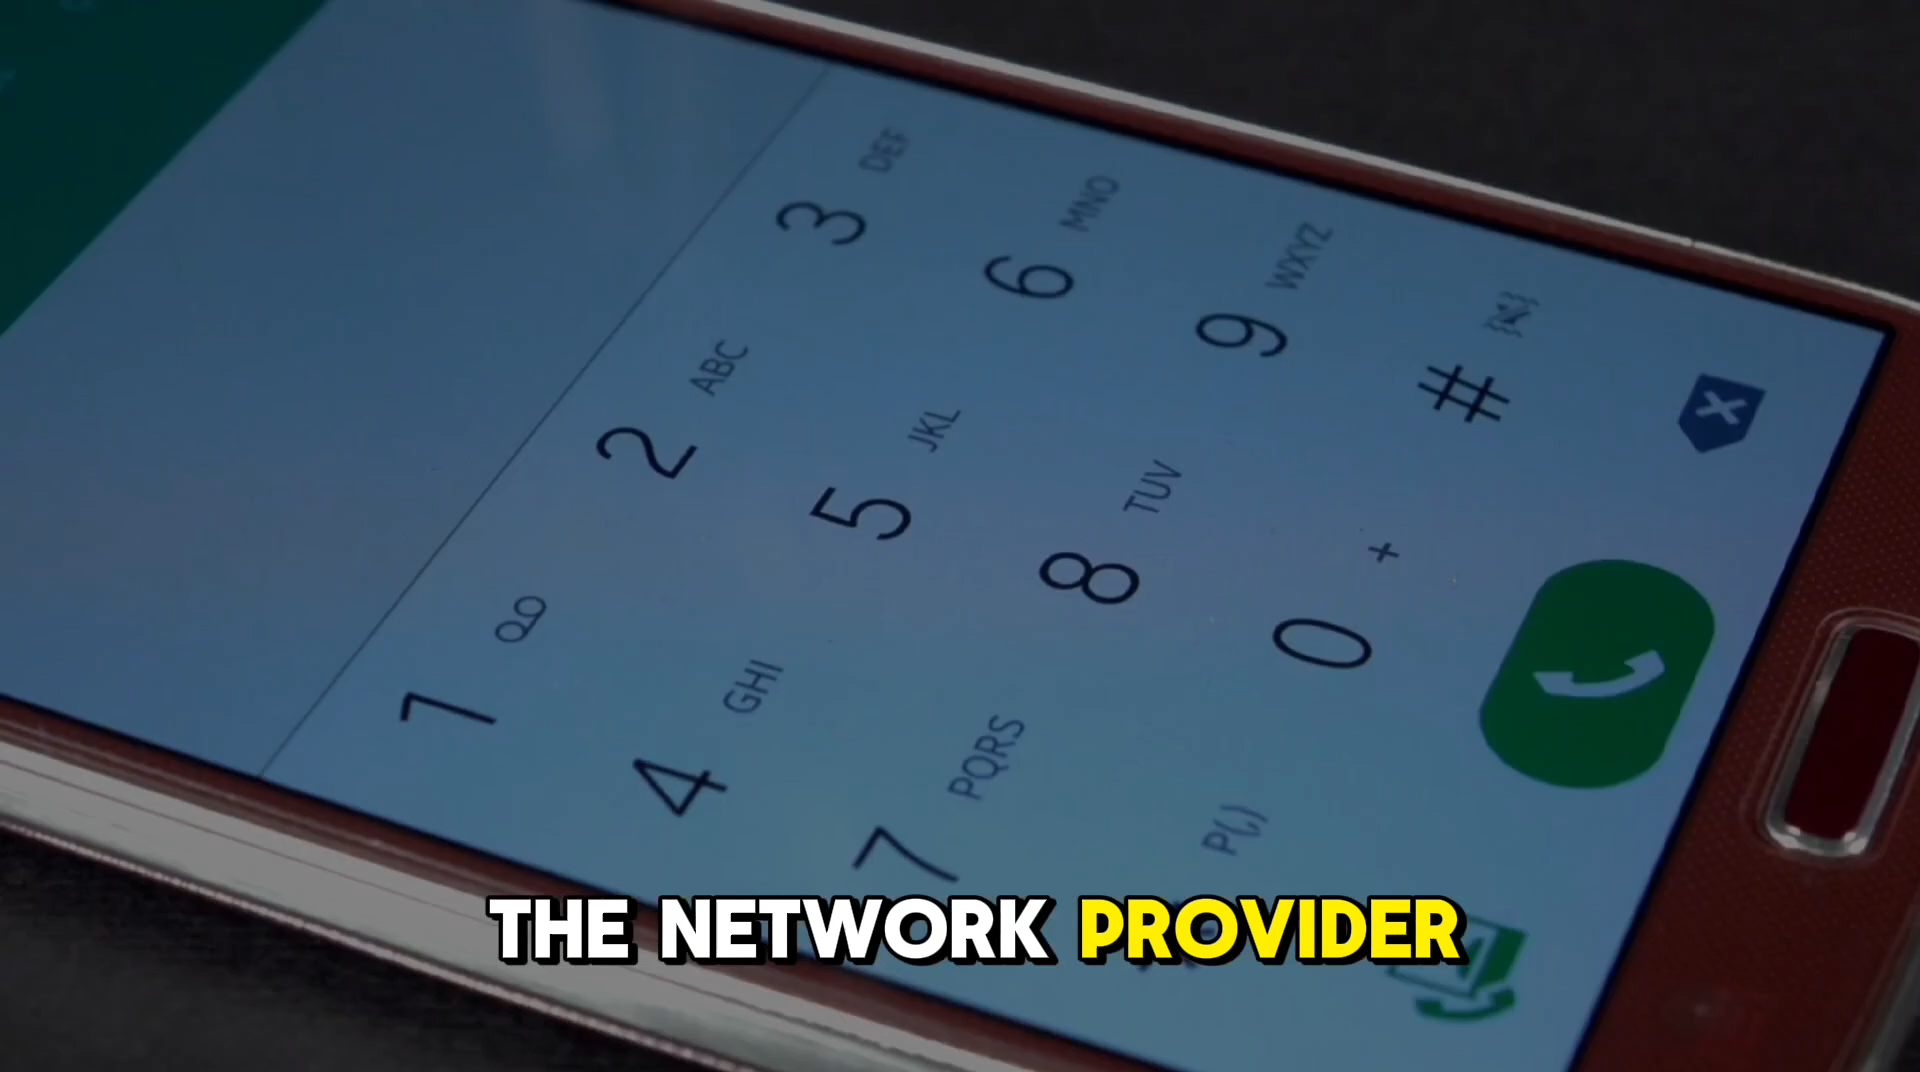 1
2 ABC
3 DEF
4 GHI
5 JKL
6 MNO
7 PQRS
8 TUV
9 WXYZ
P(,)
0 +
#
THE NETWORK PROVIDER